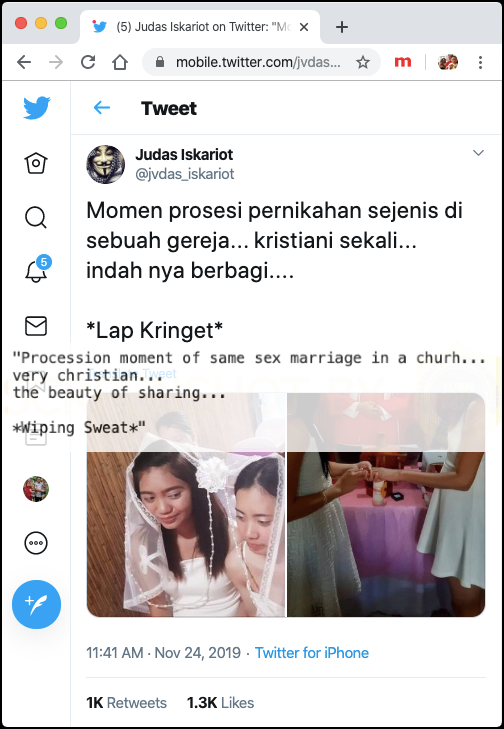 (5) Judas Iskariot on Twitter: "Mo
mobile.twitter.com/jvdas...
Tweet
Judas Iskariot
@jvdas_iskariot
Momen prosesi pernikahan sejenis di
sebuah gereja... kristiani sekali...
indah nya berbagi....
5
*Lap Kringet*
"Procession moment of same sex marriage in a churh...
very christian...
Tweet
the beauty of sharing...
*Wiping Sweat*"
11:41 AM · Nov 24, 2019 · Twitter for iPhone
1K Retweets 1.3K Likes